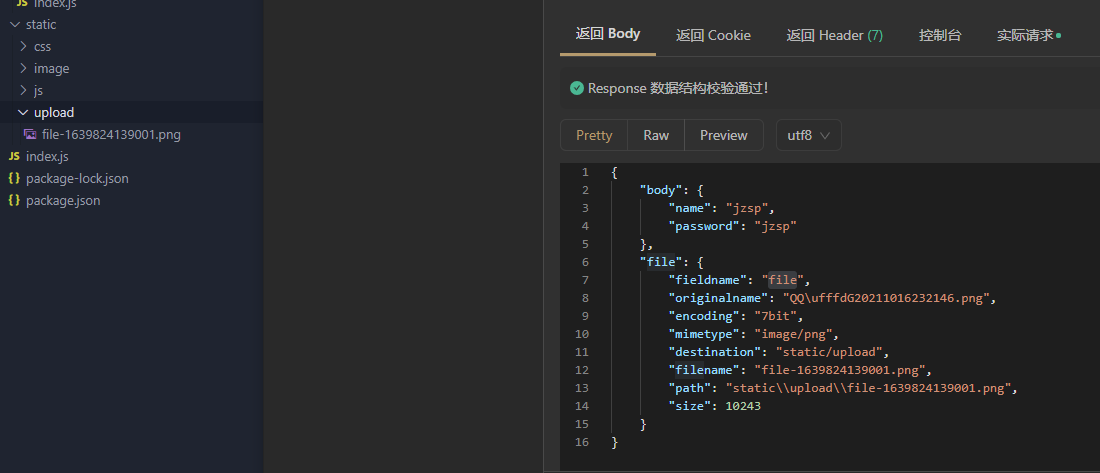 index.js
static
css
image
js
upload
file-1639824139001.png
JS index.js
{} package-lock.json
{} package.json
返回 Body 返回 Cookie 返回 Header (7) 控制台 实际请求
Response 数据结构校验通过!
Pretty Raw Preview utf8
1 {
2 "body": {
3 "name": "jzsp",
4 "password": "jzsp"
5 },
6 "file": {
7 "fieldname": "file",
8 "originalname": "QQ\ufffdG20211016232146.png",
9 "encoding": "7bit",
10 "mimetype": "image/png",
11 "destination": "static/upload",
12 "filename": "file-1639824139001.png",
13 "path": "static\\upload\\file-1639824139001.png",
14 "size": 10243
15 }
16 }